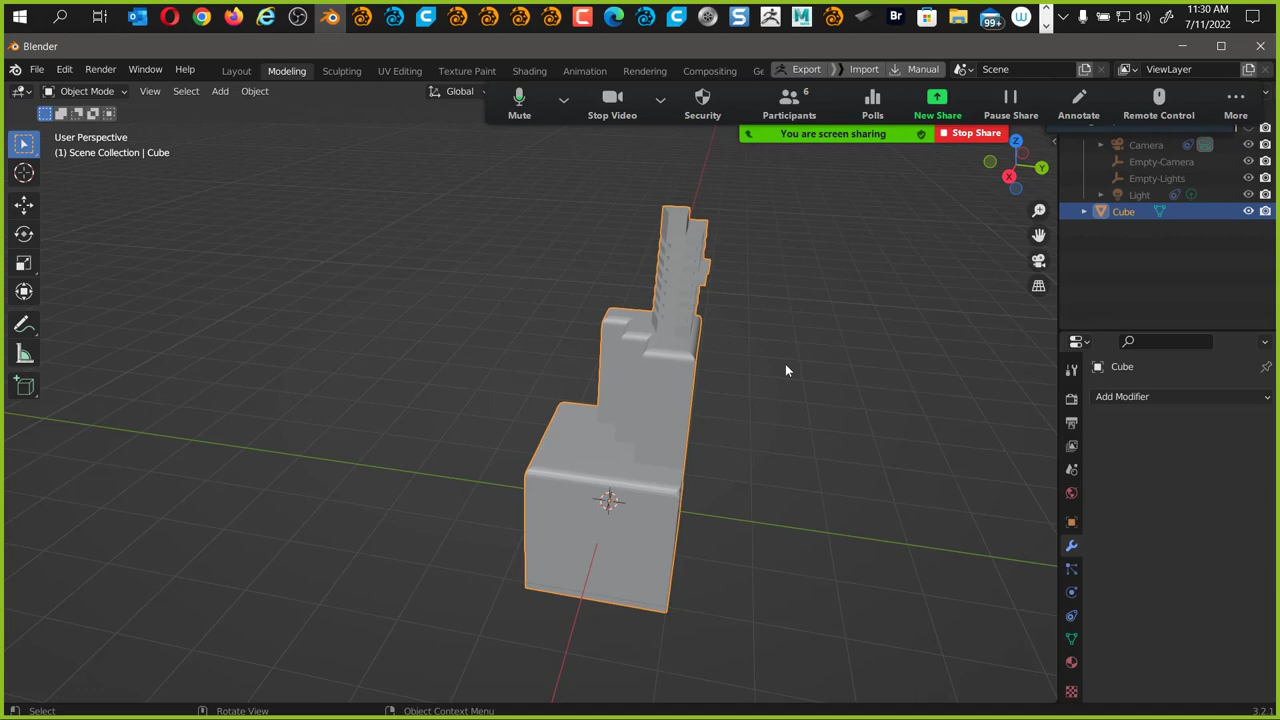 11:30 AM
99+
7/11/2022
Blender
File Edit Render Window Help Layout Modeling Sculpting UV Editing Texture Paint Shading Animation Rendering Compositing Ge Export Import Manual Scene ViewLayer
Object Mode View Select Add Object Global
Mute Stop Video Security Participants 6 Polls New Share Pause Share Annotate Remote Control More
You are screen sharing Stop Share
User Perspective
(1) Scene Collection | Cube
Z
Y
X
Camera
Empty-Camera
Empty-Lights
Light
Cube
Cube
Add Modifier
Select Rotate View Object Context Menu 3.2.1